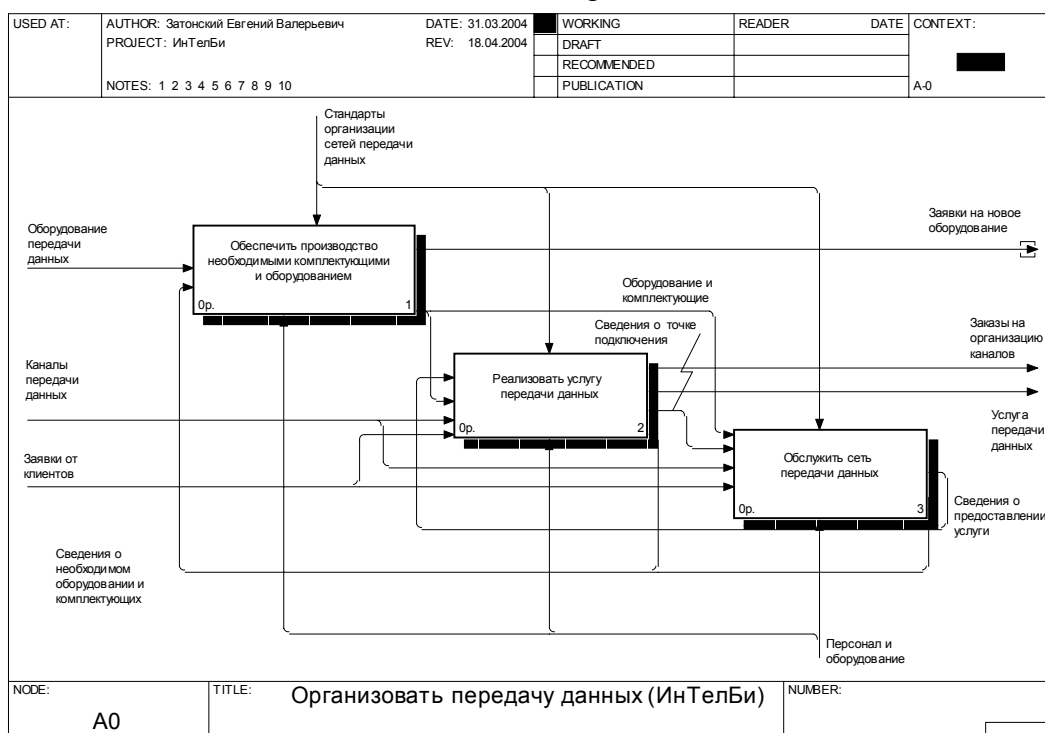 USED AT:
AUTHOR: Затонский Евгений Валерьевич
DATE: 31.03.2004
WORKING
READER
DATE
CONTEXT:
PROJECT: ИнТелБи
REV: 18.04.2004
DRAFT
RECOMMENDED
NOTES: 1 2 3 4 5 6 7 8 9 10
PUBLICATION
A-0
Стандарты
организации
сетей передачи
данных
Оборудование
передачи
данных
Обеспечить производство
необходимыми комплектующими
и оборудованием
0р.
1
Заявки на новое
оборудование
Оборудование и
комплектующие
Сведения о точке
подключения
Заказы на
организацию
каналов
Каналы
передачи
данных
Реализовать услугу
передачи данных
0р.
2
Услуга
передачи
данных
Заявки от
клиентов
Обслужить сеть
передачи данных
0р.
3
Сведения о
предоставлении
услуги
Сведения о
необходимом
оборудовании и
комплектующих
Персонал и
оборудование
NODE:
TITLE:
Организовать передачу данных (ИнТелБи)
NUMBER:
A0